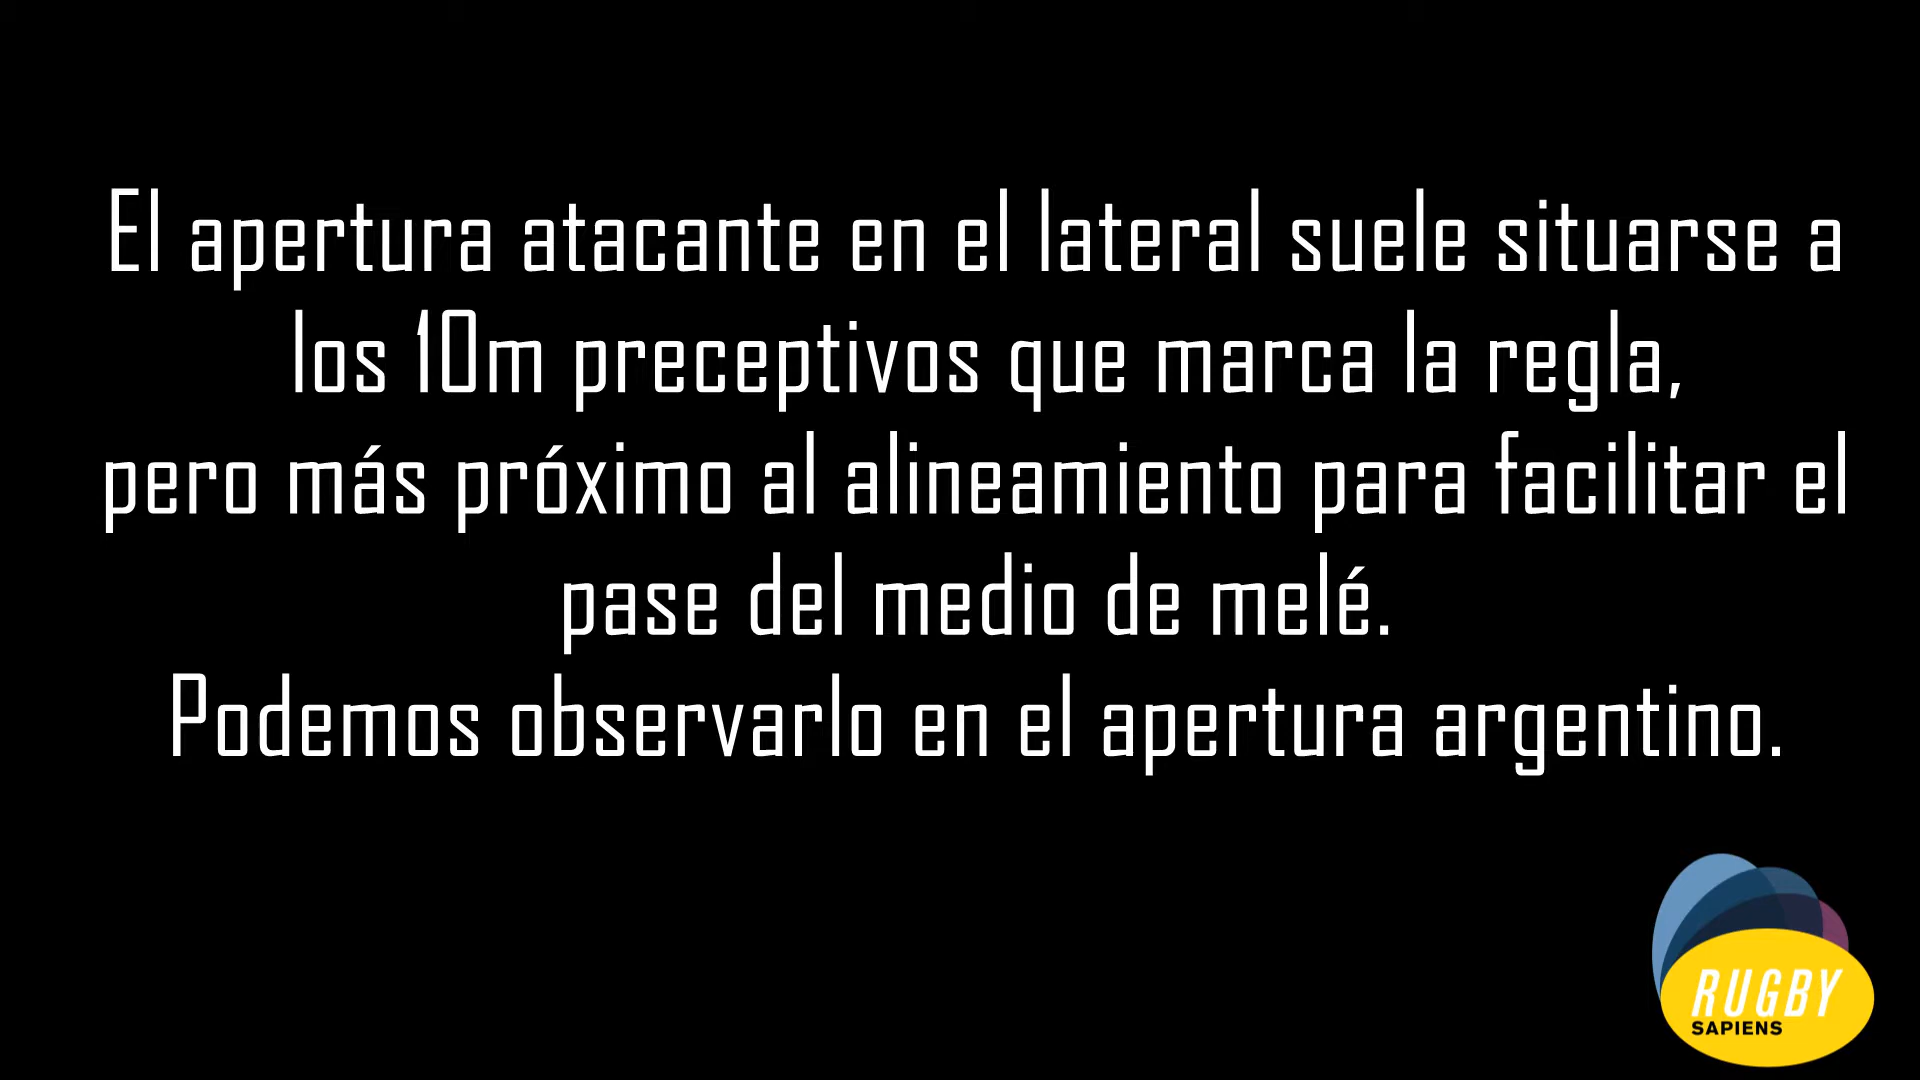 El apertura atacante en el lateral suele situarse a
los 10m preceptivos que marca la regla,
pero más próximo al alineamiento para facilitar el
pase del medio de melé.
Podemos observarlo en el apertura argentino.
RUGBY
SAPIENS